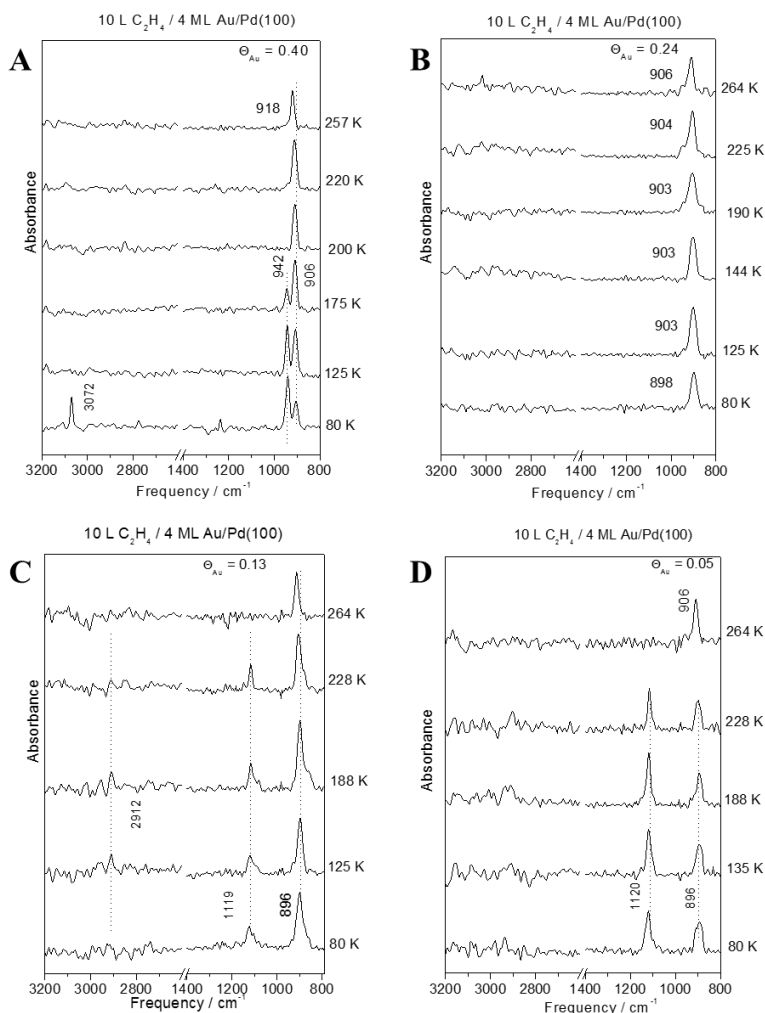 10 L C2H4 / 4 ML Au/Pd(100)
A
ΘAu = 0.40
918
257 K
220 K
200 K
942
906
175 K
125 K
3072
80 K
Absorbance
3200 3000 2800 1400 1200 1000 800
Frequency / cm-1
10 L C2H4 / 4 ML Au/Pd(100)
B
ΘAu = 0.24
906
264 K
904
225 K
903
190 K
903
144 K
903
125 K
898
80 K
Absorbance
3200 3000 2800 1400 1200 1000 800
Frequency / cm-1
10 L C2H4 / 4 ML Au/Pd(100)
C
ΘAu = 0.13
264 K
228 K
188 K
2912
125 K
1119
896
80 K
Absorbance
3200 3000 2800 1400 1200 1000 800
Frequency / cm-1
10 L C2H4 / 4 ML Au/Pd(100)
D
ΘAu = 0.05
906
264 K
228 K
188 K
135 K
1120
896
80 K
Absorbance
3200 3000 2800 1400 1200 1000 800
Frequency / cm-1